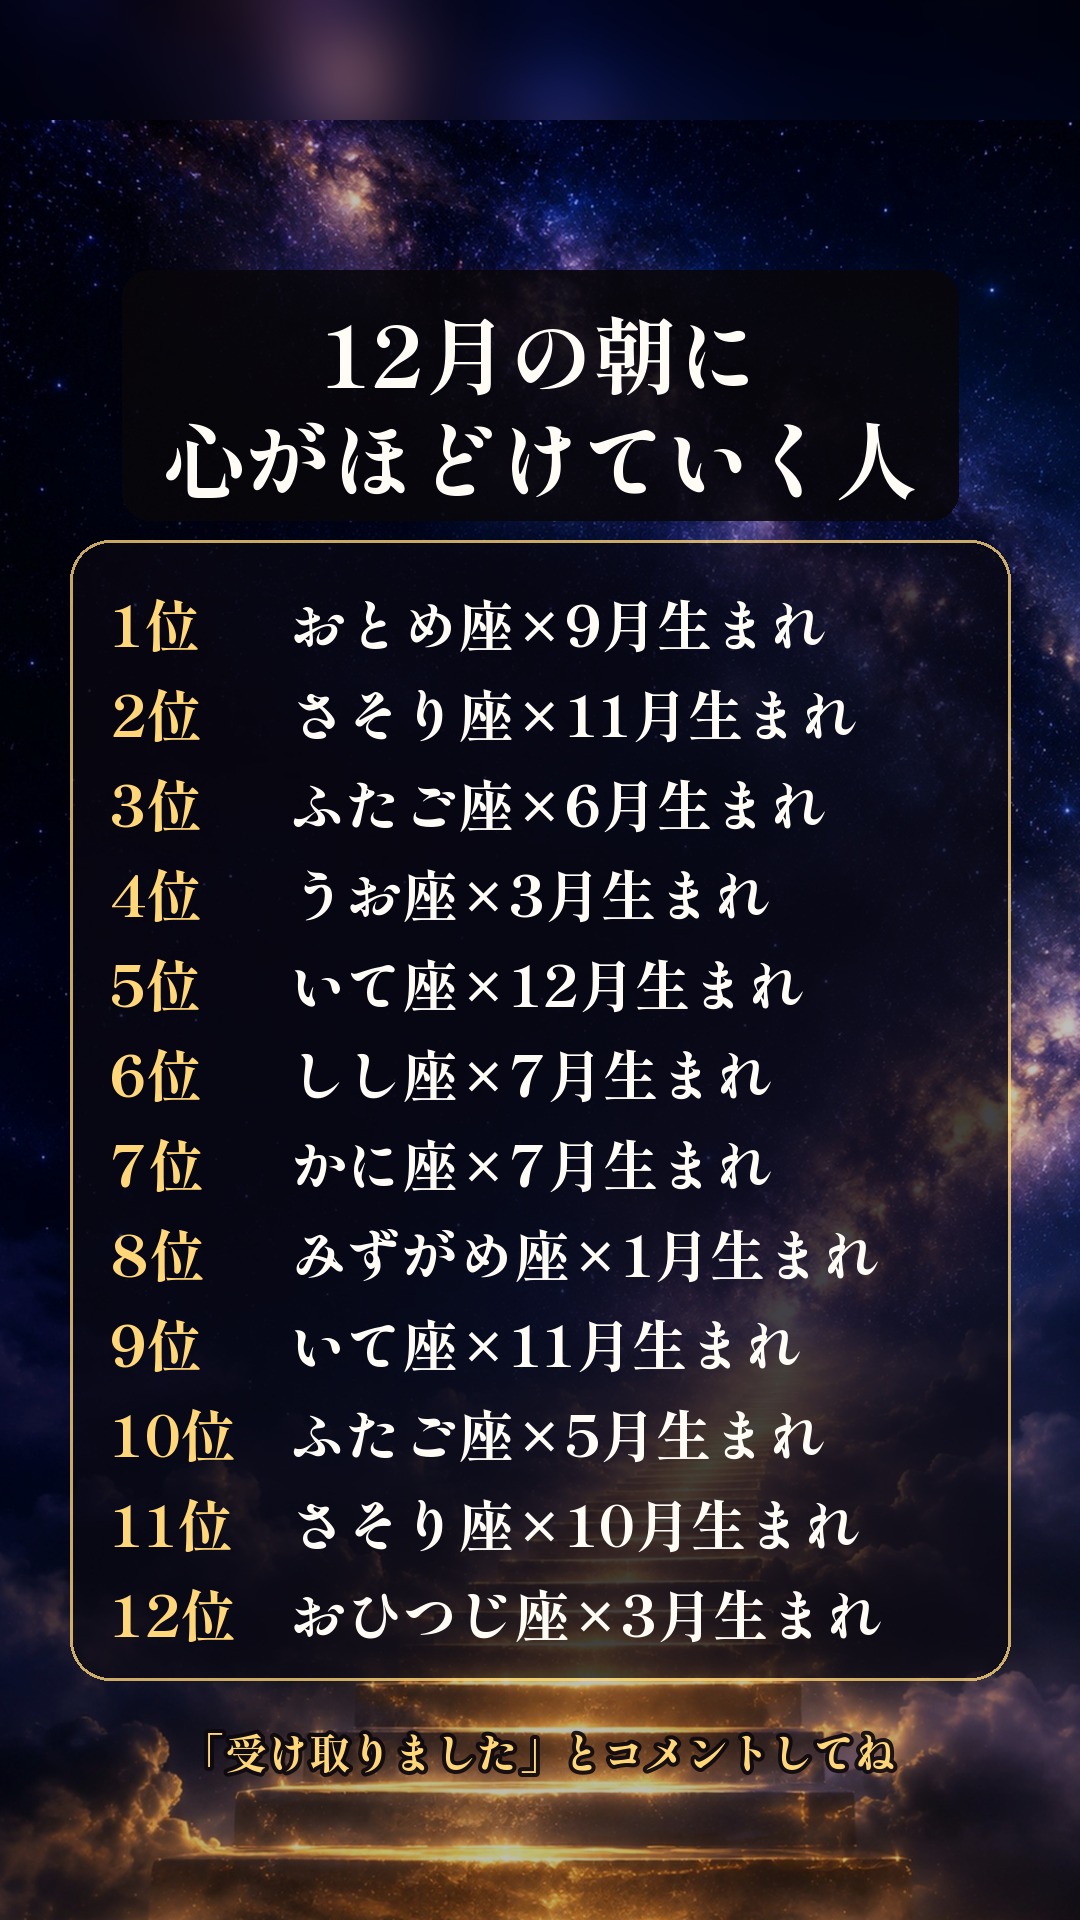 12月の朝に
心がほどけていく人
1位 おとめ座×9月生まれ
2位 さそり座×11月生まれ
3位 ふたご座×6月生まれ
4位 うお座×3月生まれ
5位 いて座×12月生まれ
6位 しし座×7月生まれ
7位 かに座×7月生まれ
8位 みずがめ座×1月生まれ
9位 いて座×11月生まれ
10位 ふたご座×5月生まれ
11位 さそり座×10月生まれ
12位 おひつじ座×3月生まれ
「受け取りました」とコメントしてね